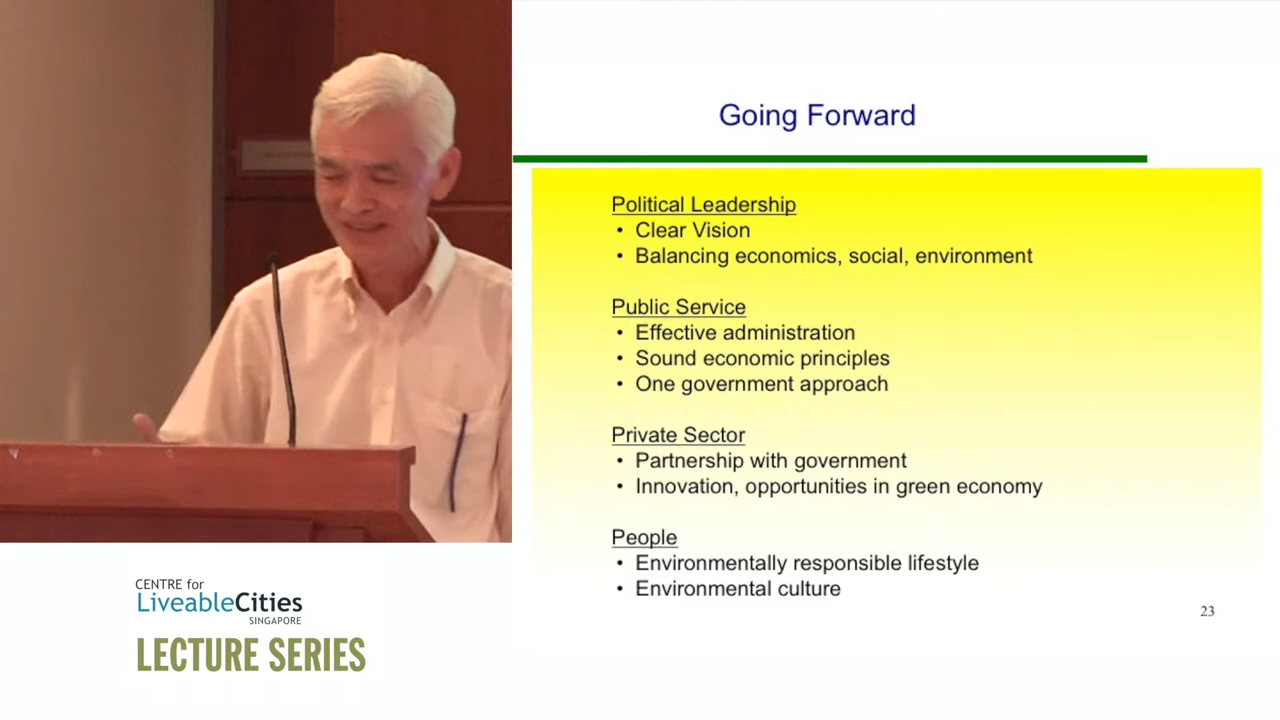 Going Forward
Political Leadership
• Clear Vision
• Balancing economics, social, environment
Public Service
• Effective administration
• Sound economic principles
• One government approach
Private Sector
• Partnership with government
• Innovation, opportunities in green economy
People
• Environmentally responsible lifestyle
• Environmental culture
23
CENTRE for
LiveableCities
SINGAPORE
LECTURE SERIES